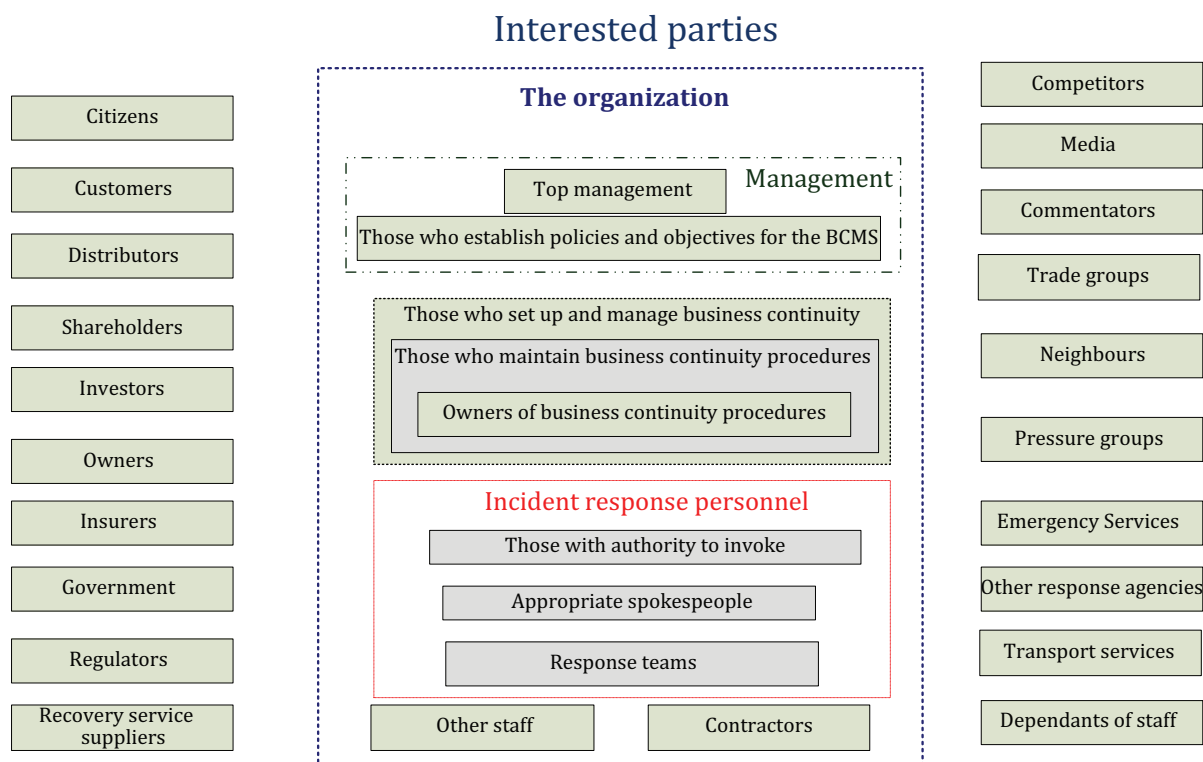 Interested parties
Citizens
Customers
Distributors
Shareholders
Investors
Owners
Insurers
Government
Regulators
Recovery service
suppliers
The organization
Management
Top management
Those who establish policies and objectives for the BCMS
Those who set up and manage business continuity
Those who maintain business continuity procedures
Owners of business continuity procedures
Incident response personnel
Those with authority to invoke
Appropriate spokespeople
Response teams
Other staff
Contractors
Competitors
Media
Commentators
Trade groups
Neighbours
Pressure groups
Emergency Services
Other response agencies
Transport services
Dependants of staff